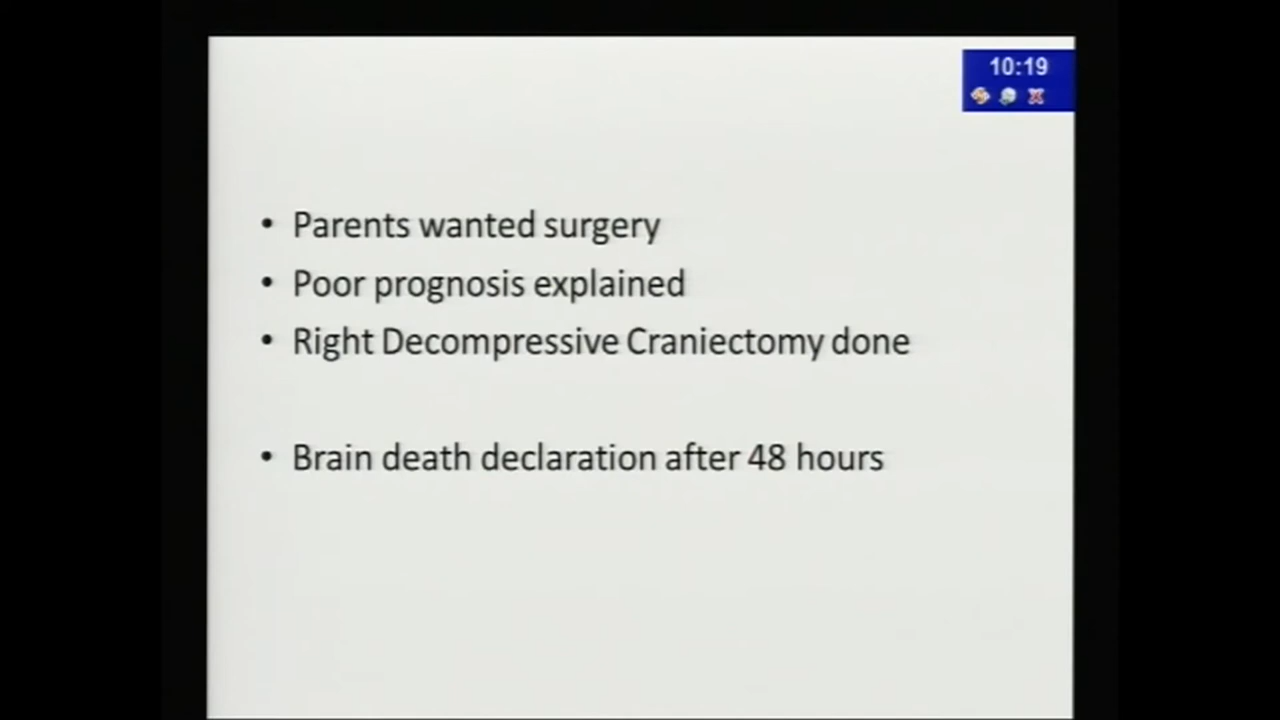 10:19
• Parents wanted surgery
• Poor prognosis explained
• Right Decompressive Craniectomy done
• Brain death declaration after 48 hours